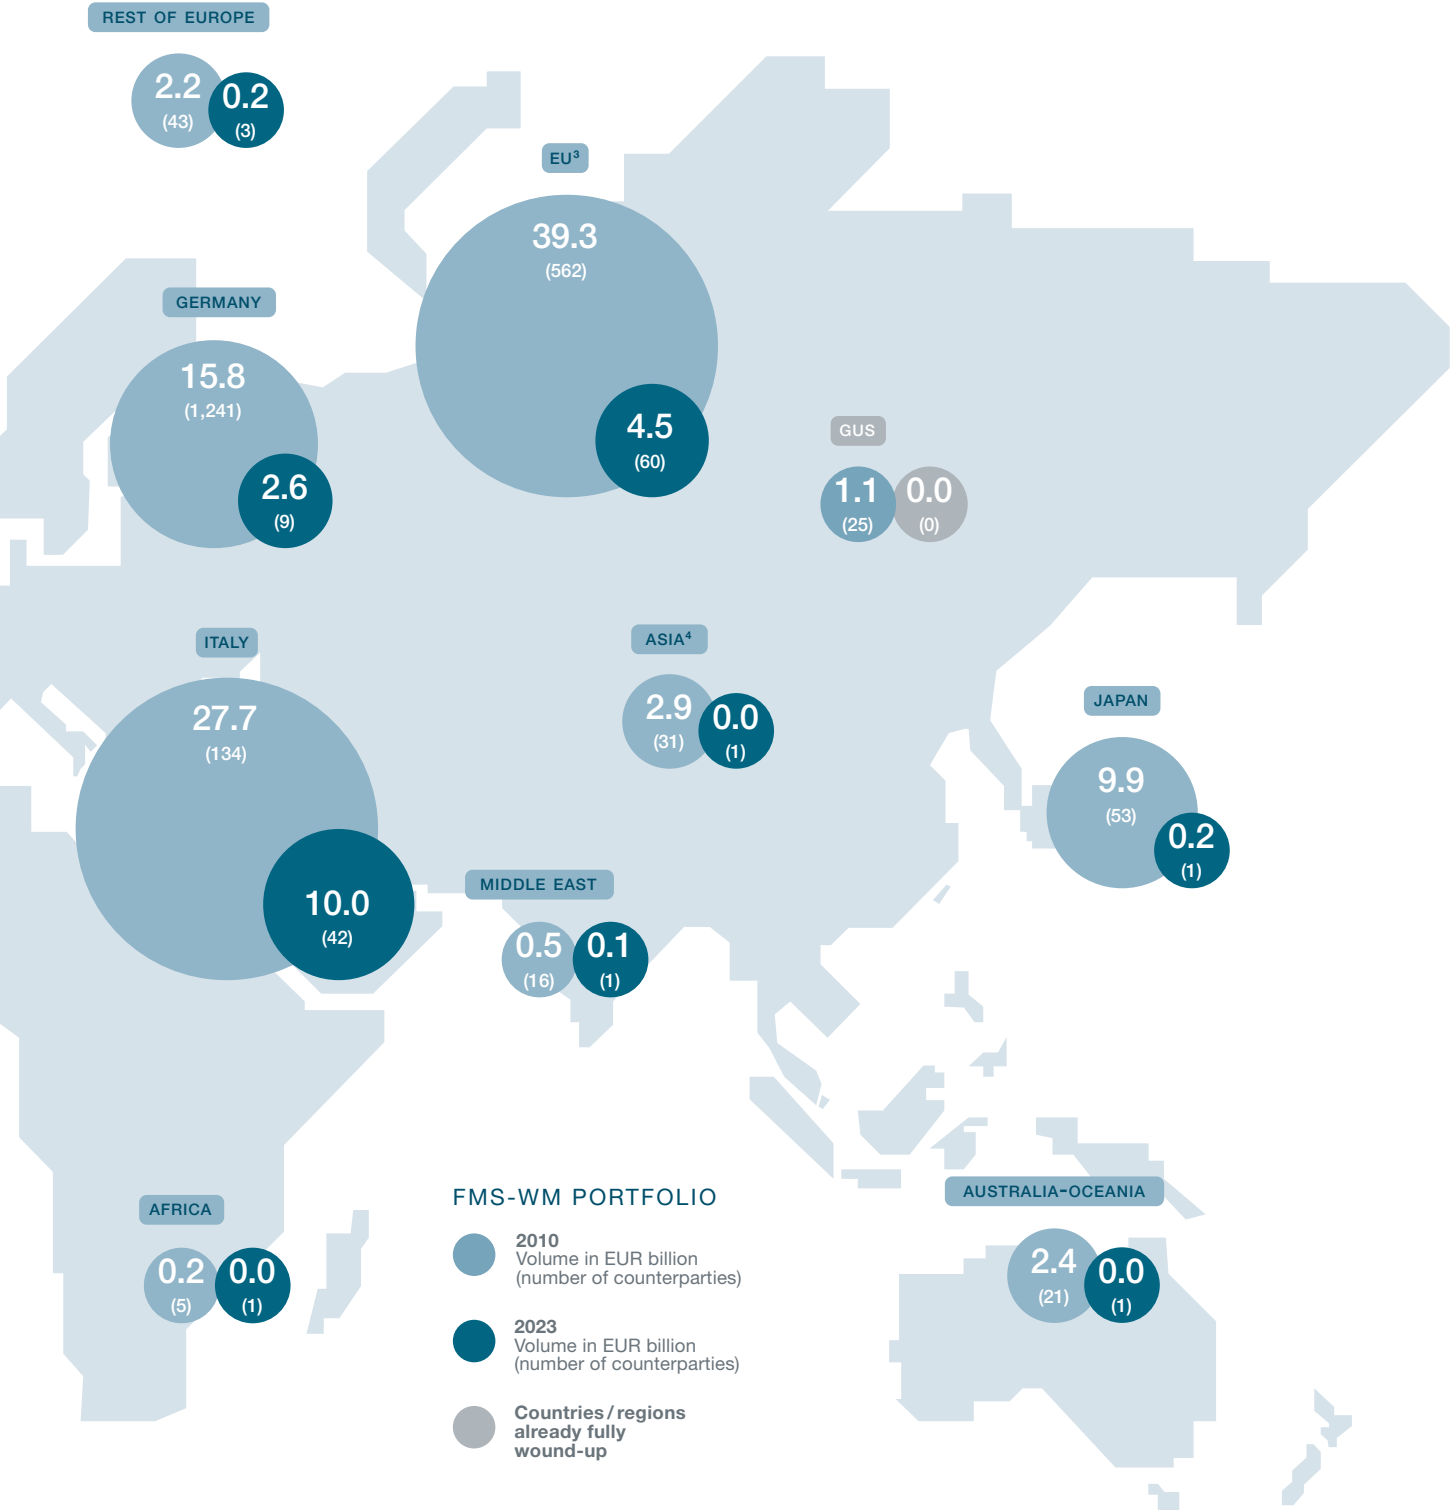 REST OF EUROPE
2.2
(43)
0.2
(3)
EU³
39.3
(562)
4.5
(60)
GERMANY
15.8
(1,241)
2.6
(9)
GUS
1.1
(25)
0.0
(0)
ITALY
27.7
(134)
10.0
(42)
ASIA⁴
2.9
(31)
0.0
(1)
JAPAN
9.9
(53)
0.2
(1)
MIDDLE EAST
0.5
(16)
0.1
(1)
AFRICA
0.2
(5)
0.0
(1)
AUSTRALIA-OCEANIA
2.4
(21)
0.0
(1)
FMS-WM PORTFOLIO
2010
Volume in EUR billion
(number of counterparties)
2023
Volume in EUR billion
(number of counterparties)
Countries/regions
already fully
wound-up